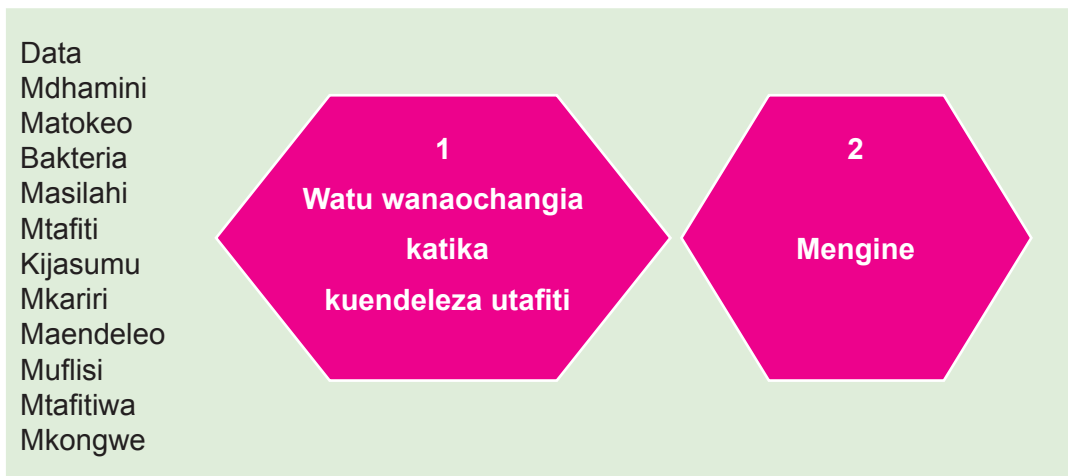 Data
Mdhamini
Matokeo
Bakteria
Masilahi
Mtafiti
Kijasumu
Mkariri
Maendeleo
Muflisi
Mtafitiwa
Mkongwe
1
Watu wanaochangia
katika
kuendeleza utafiti
2
Mengine